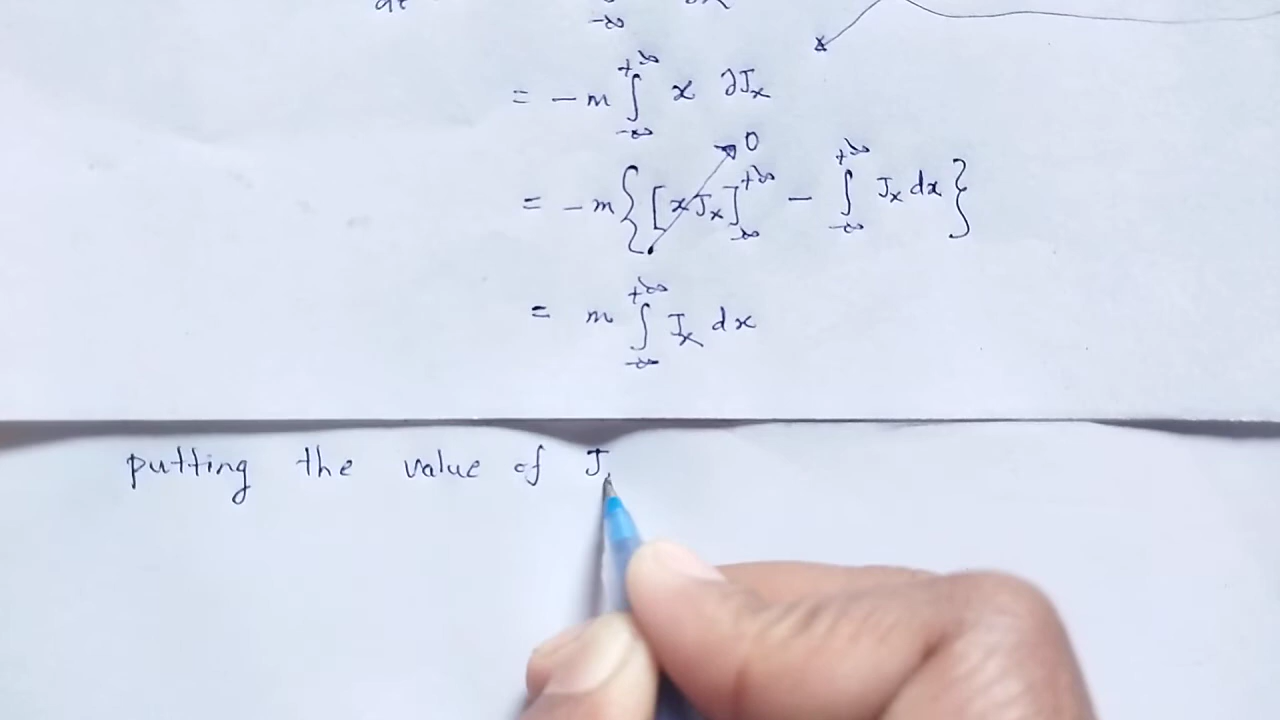 -∞
= -m ∫_{-∞}^{+∞} x ∂J_x
= -m { [x J_x]_{-∞}^{+∞} → 0 - ∫_{-∞}^{+∞} J_x dx }
= m ∫_{-∞}^{+∞} J_x dx
putting the value of J